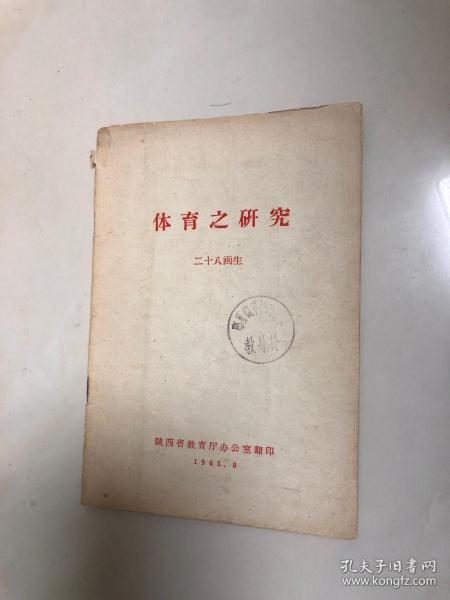 体育之研究
二十八画生
教导处
陕西省教育厅办公室翻印
1965.8
孔夫子旧书网
www.kongfz.com